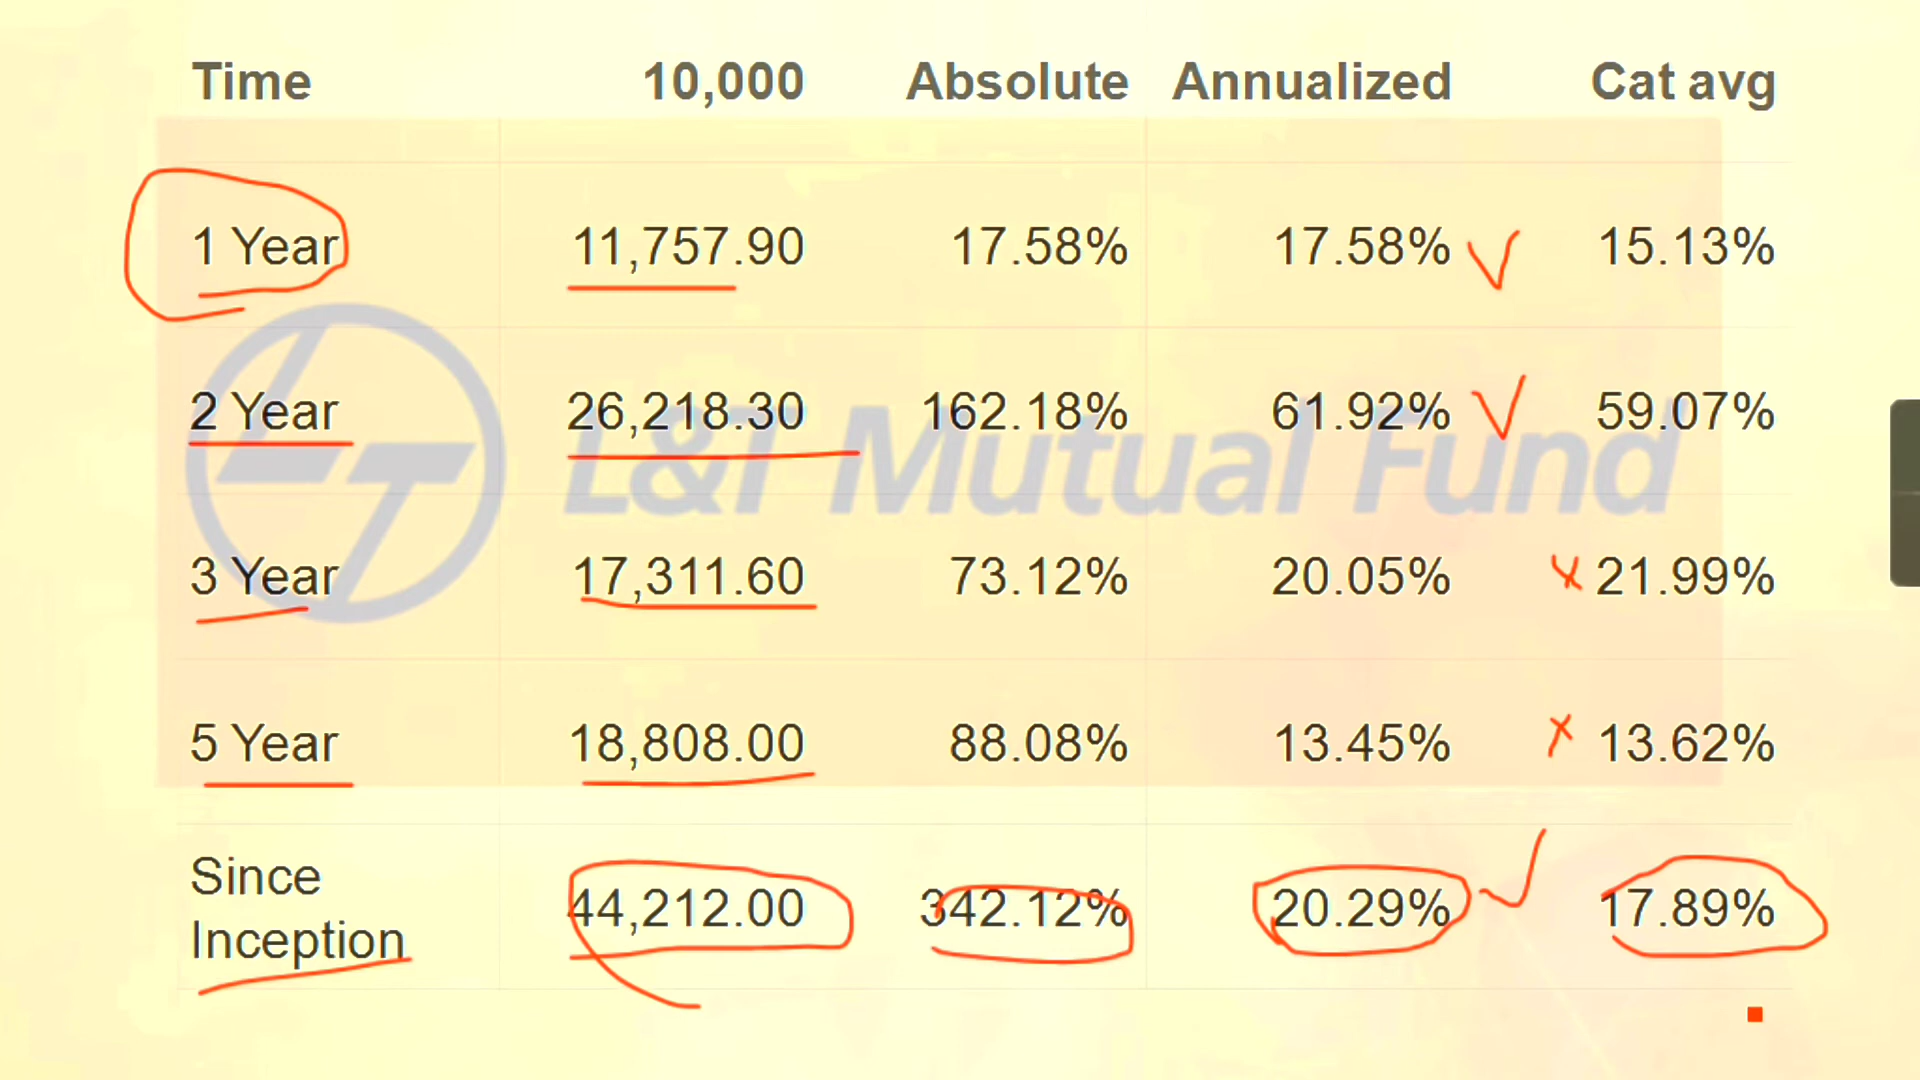 Time 10,000 Absolute Annualized Cat avg
1 Year 11,757.90 17.58% 17.58% 15.13%
2 Year 26,218.30 162.18% 61.92% 59.07%
L&T Mutual Fund
3 Year 17,311.60 73.12% 20.05% 21.99%
5 Year 18,808.00 88.08% 13.45% 13.62%
Since
Inception 44,212.00 342.12% 20.29% 17.89%